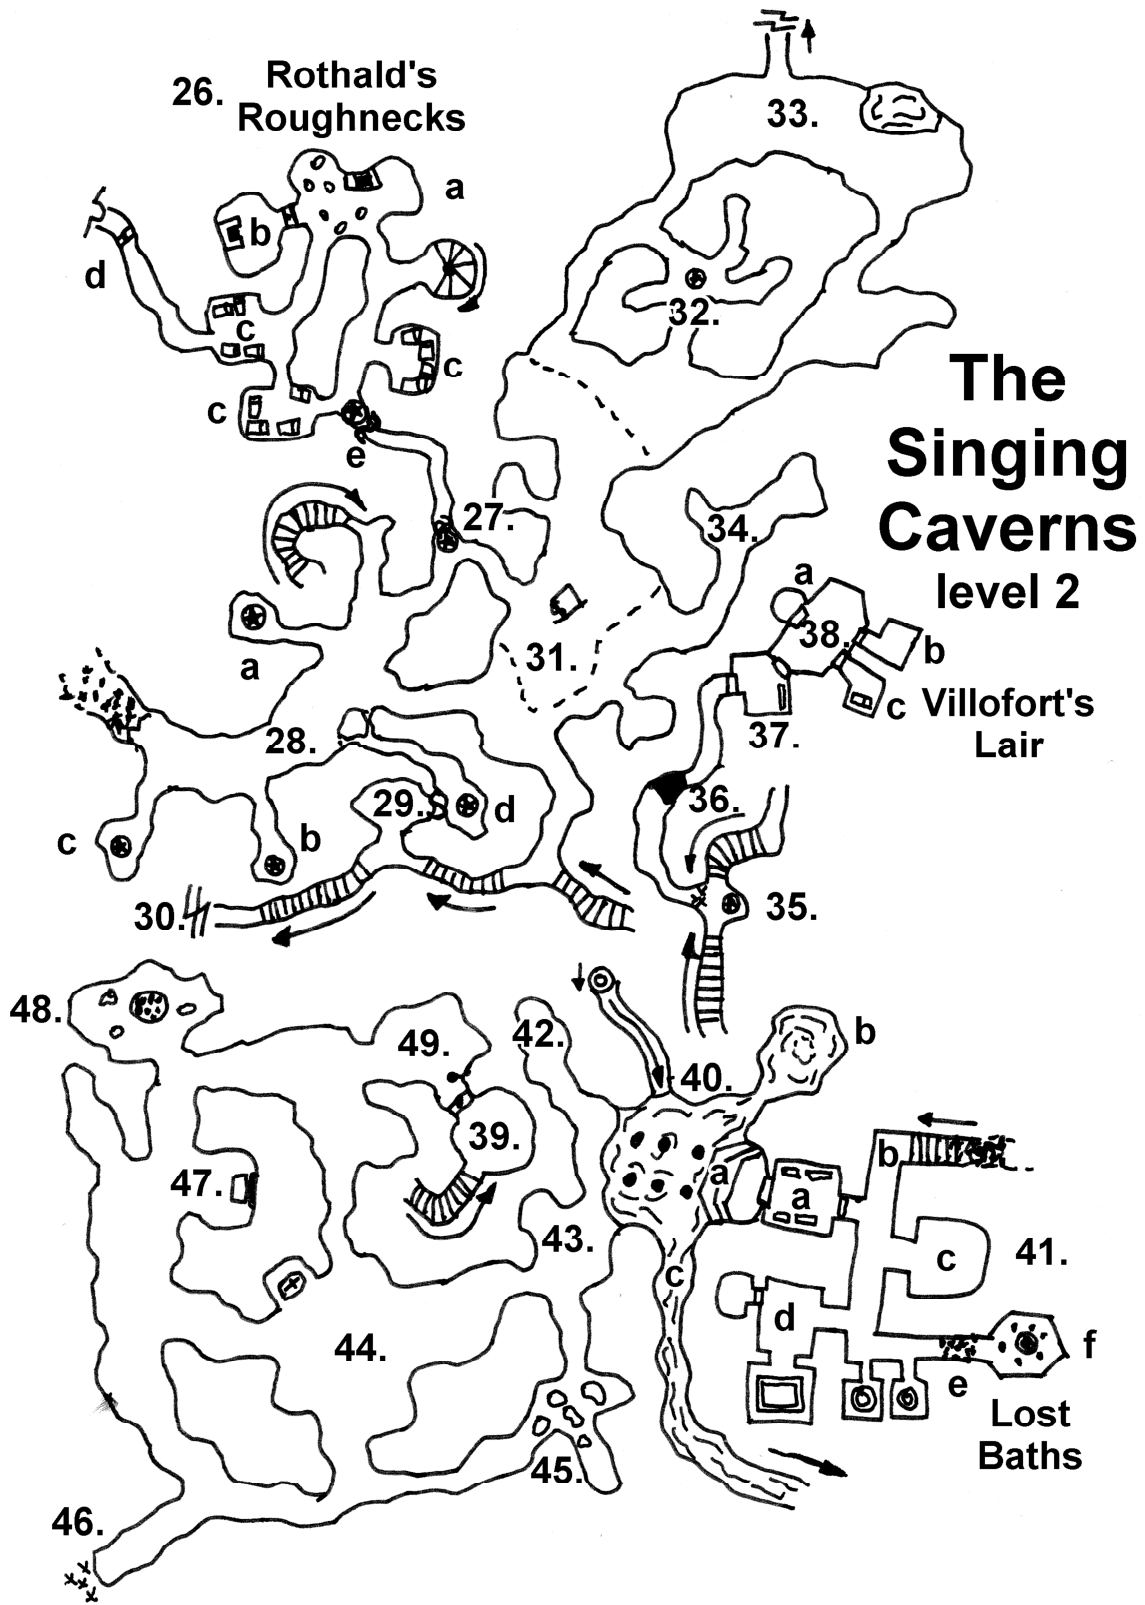 26. Rothald's
Roughnecks
33.
a
b
d
32.
c
c
c
e
The
Singing
Caverns
level 2
27.
34.
a
38.
b
c
Villofort's
Lair
a
31.
28.
37.
29.
d
36.
c
b
30.
35.
48.
49.
42.
40.
b
39.
b
47.
a
a
43.
c
41.
c
d
44.
f
e
Lost
Baths
45.
46.